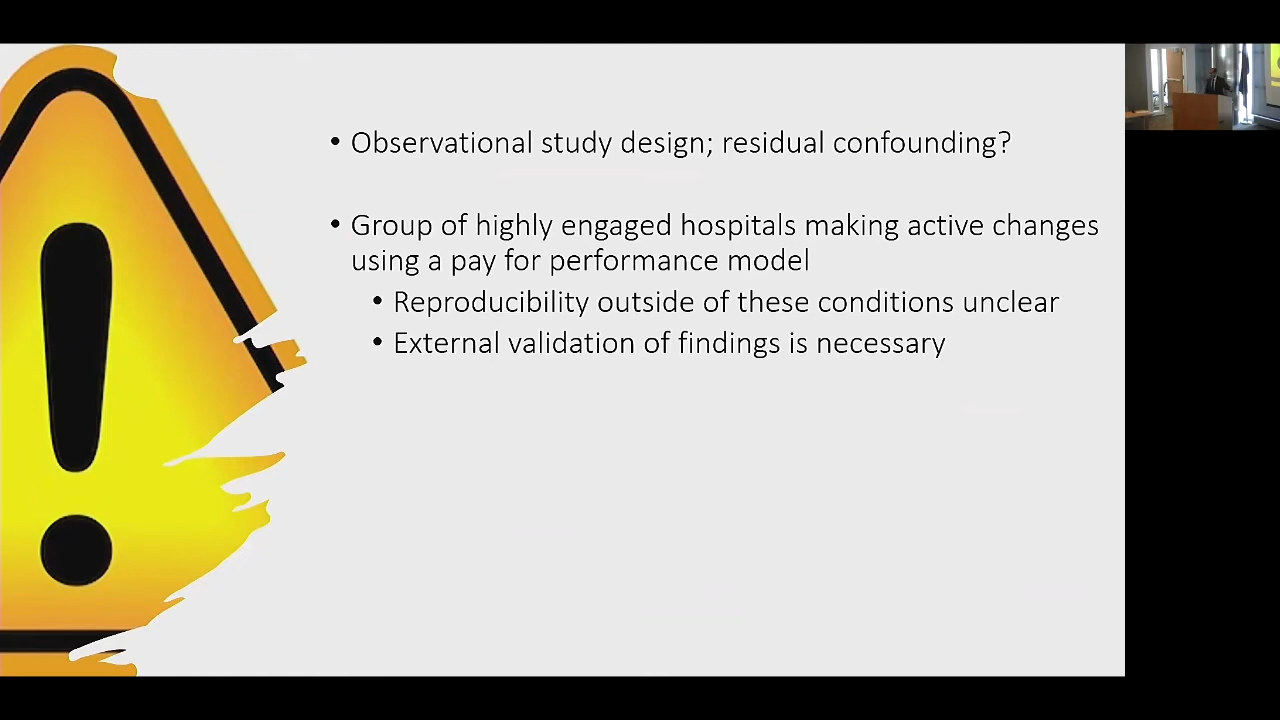 • Observational study design; residual confounding?
• Group of highly engaged hospitals making active changes
using a pay for performance model
• Reproducibility outside of these conditions unclear
• External validation of findings is necessary